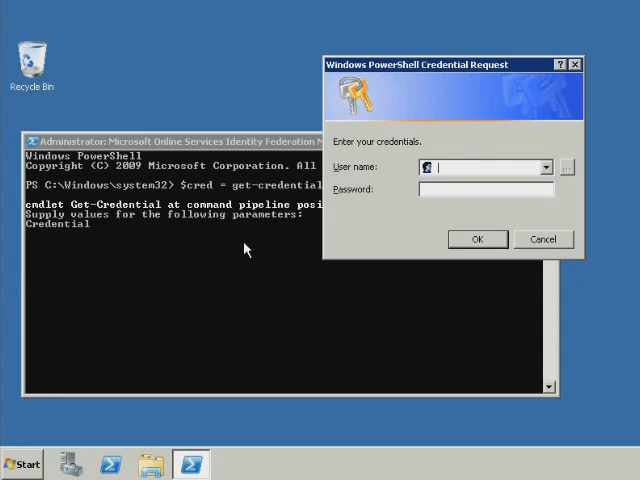 Recycle Bin
Windows PowerShell Credential Request
Enter your credentials.
User name:
...
Password:
OK
Cancel
Administrator: Microsoft Online Services Identity Federation
Windows PowerShell
Copyright (C) 2009 Microsoft Corporation. All
PS C:\Windows\system32> $cred = get-credential
cmdlet Get-Credential at command pipeline posi
Supply values for the following parameters:
Credential
Start